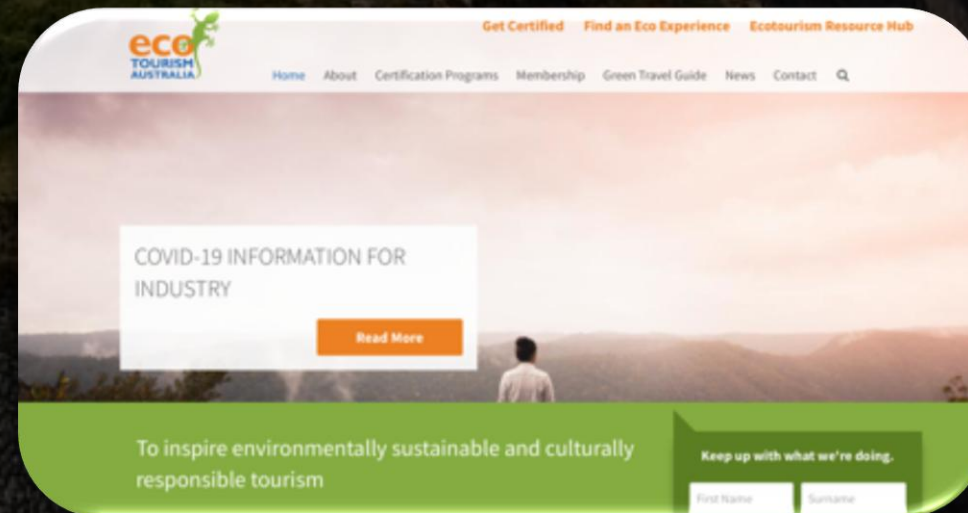 eco
TOURISM
AUSTRALIA
Get Certified Find an Eco Experience Ecotourism Resource Hub
Home About Certification Programs Membership Green Travel Guide News Contact
COVID-19 INFORMATION FOR
INDUSTRY
Read More
To inspire environmentally sustainable and culturally
responsible tourism
Keep up with what we're doing.
First Name Surname